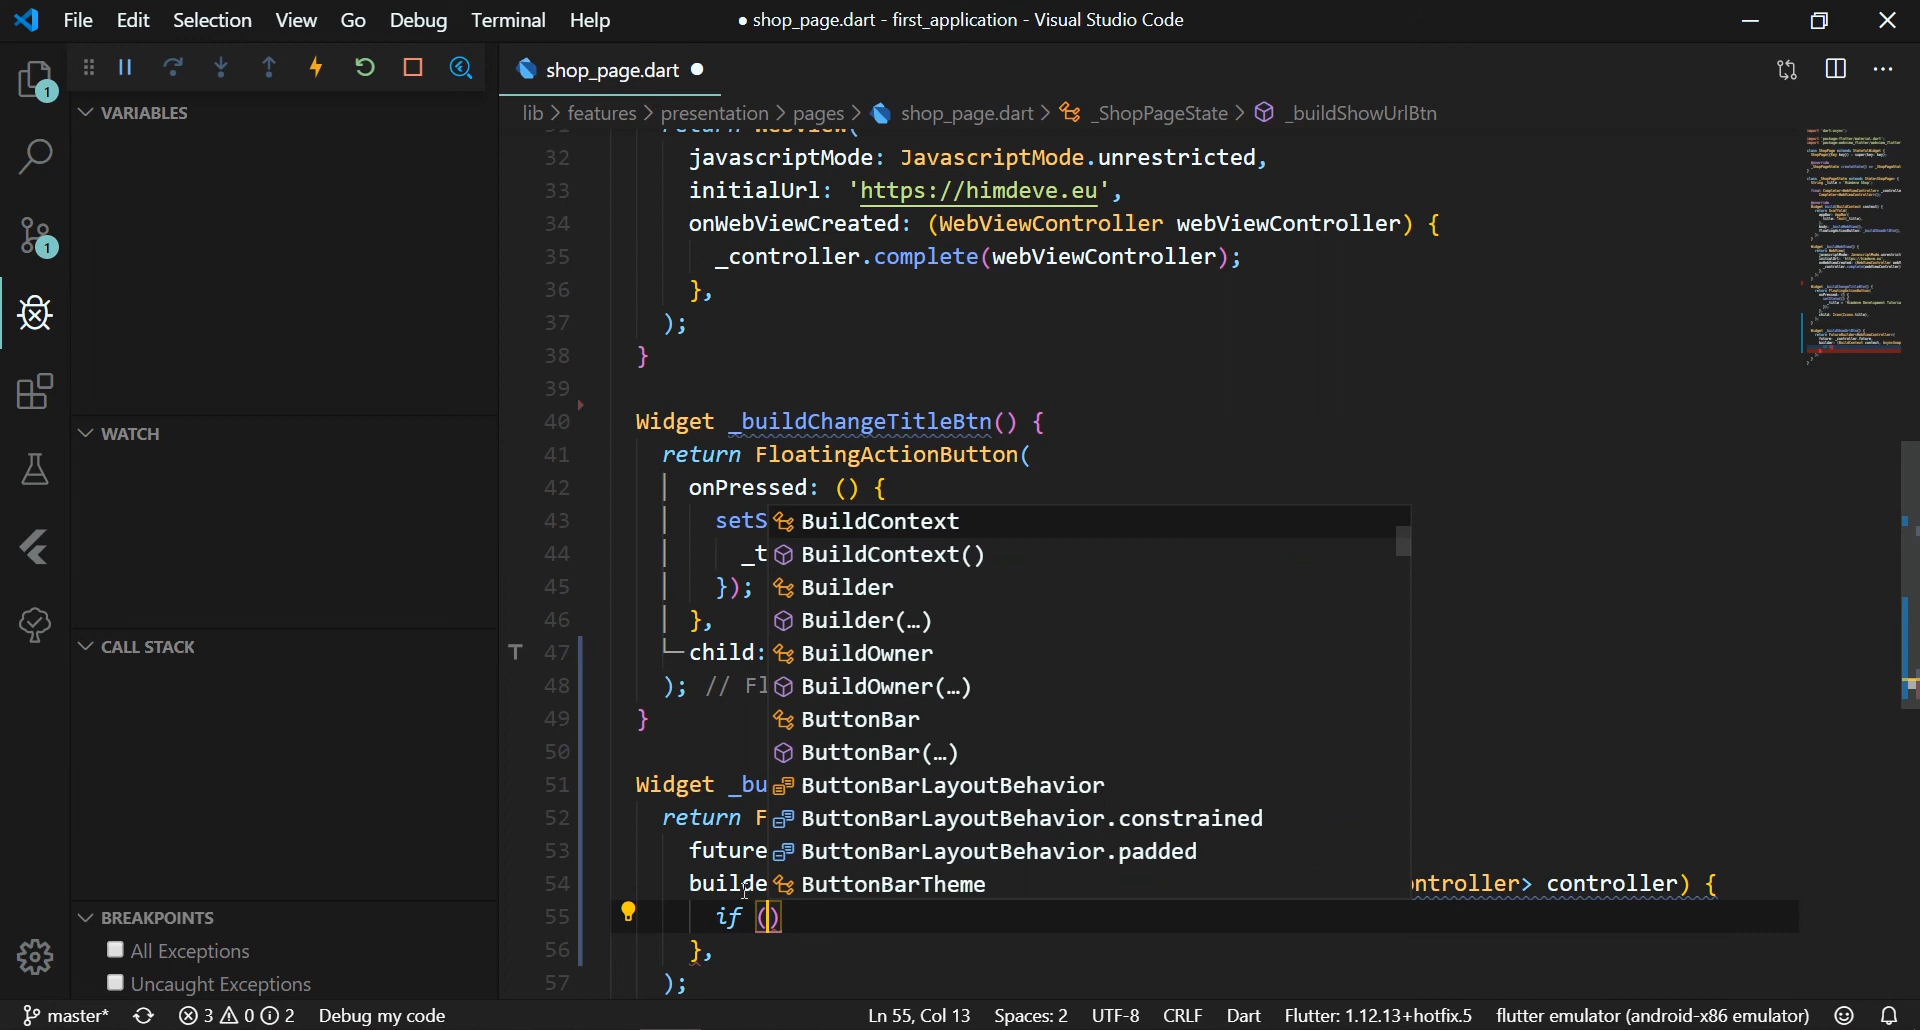 File Edit Selection View Go Debug Terminal Help
● shop_page.dart - first_application - Visual Studio Code
shop_page.dart ●
1
VARIABLES
lib > features > presentation > pages > shop_page.dart > _ShopPageState > _buildShowUrlBtn
32 javascriptMode: JavascriptMode.unrestricted,
33 initialUrl: 'https://himdeve.eu',
34 onWebViewCreated: (WebViewController webViewController) {
35 _controller.complete(webViewController);
36 },
37 );
38 }
39
40 Widget _buildChangeTitleBtn() {
41 return FloatingActionButton(
42 onPressed: () {
43 setS
44 _t
45 });
46 },
47 child:
48 ); // Fl
49 }
50
51 Widget _bu
52 return F
53 future
54 builde
ntroller> controller) {
55 if ()
56 },
57 );
BuildContext
BuildContext()
Builder
Builder(…)
BuildOwner
BuildOwner(…)
ButtonBar
ButtonBar(…)
ButtonBarLayoutBehavior
ButtonBarLayoutBehavior.constrained
ButtonBarLayoutBehavior.padded
ButtonBarTheme
1
WATCH
CALL STACK
T
BREAKPOINTS
All Exceptions
Uncaught Exceptions
master* 3 0 2 Debug my code
Ln 55, Col 13 Spaces: 2 UTF-8 CRLF Dart Flutter: 1.12.13+hotfix.5 flutter emulator (android-x86 emulator)